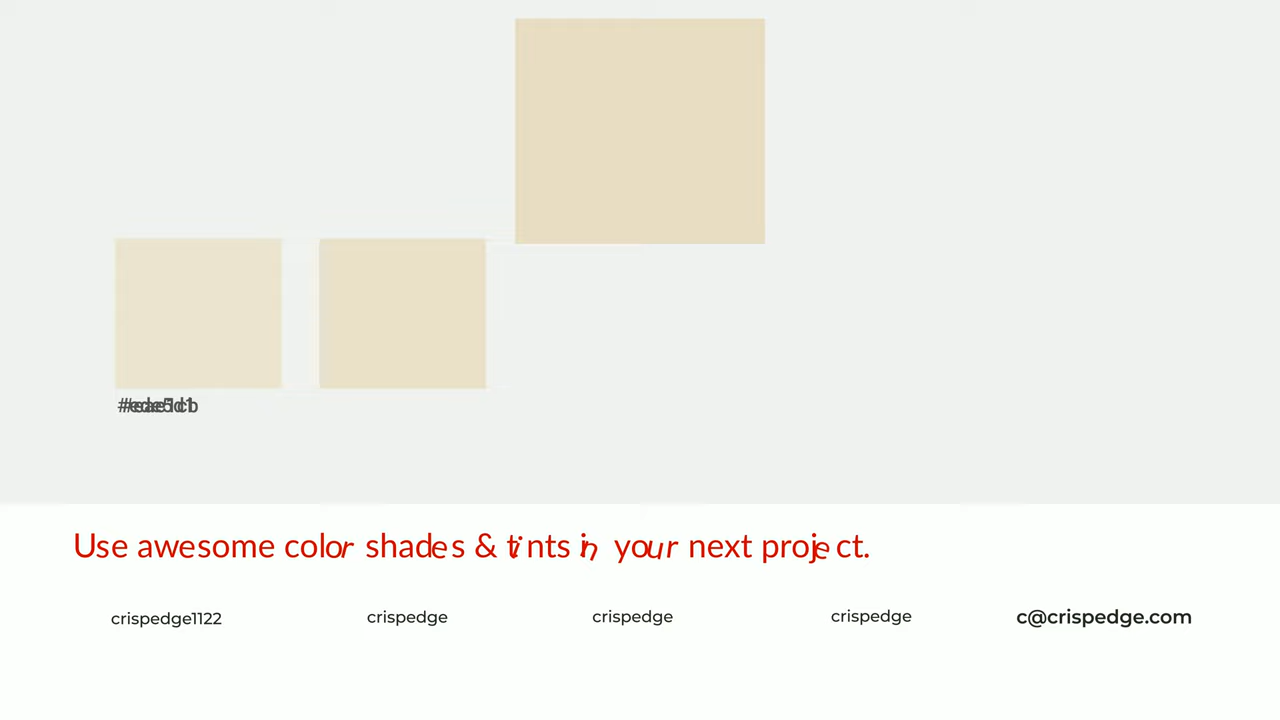 Use awesome color shades & tints in your next project.
crispedge1122 crispedge crispedge crispedge c@crispedge.com